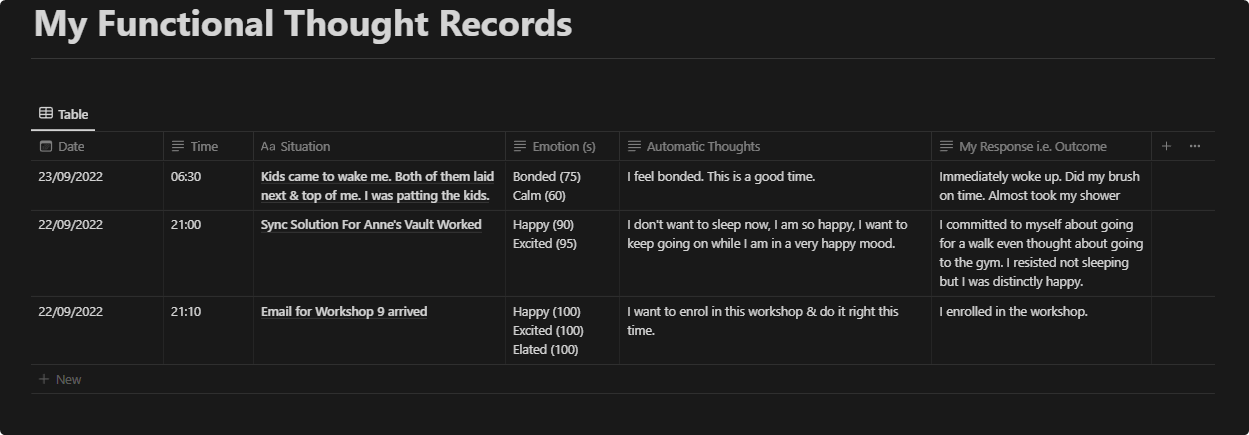 My Functional Thought Records
Table
Date Time Aa Situation Emotion (s) Automatic Thoughts My Response i.e. Outcome + ...
23/09/2022 06:30 Kids came to wake me. Both of them laid Bonded (75) I feel bonded. This is a good time. Immediately woke up. Did my brush
next & top of me. I was patting the kids. Calm (60) on time. Almost took my shower
22/09/2022 21:00 Sync Solution For Anne's Vault Worked Happy (90) I don't want to sleep now, I am so happy, I want to I committed to myself about going
Excited (95) keep going on while I am in a very happy mood. for a walk even thought about going
to the gym. I resisted not sleeping
but I was distinctly happy.
22/09/2022 21:10 Email for Workshop 9 arrived Happy (100) I want to enrol in this workshop & do it right this I enrolled in the workshop.
Excited (100) time.
Elated (100)
+ New